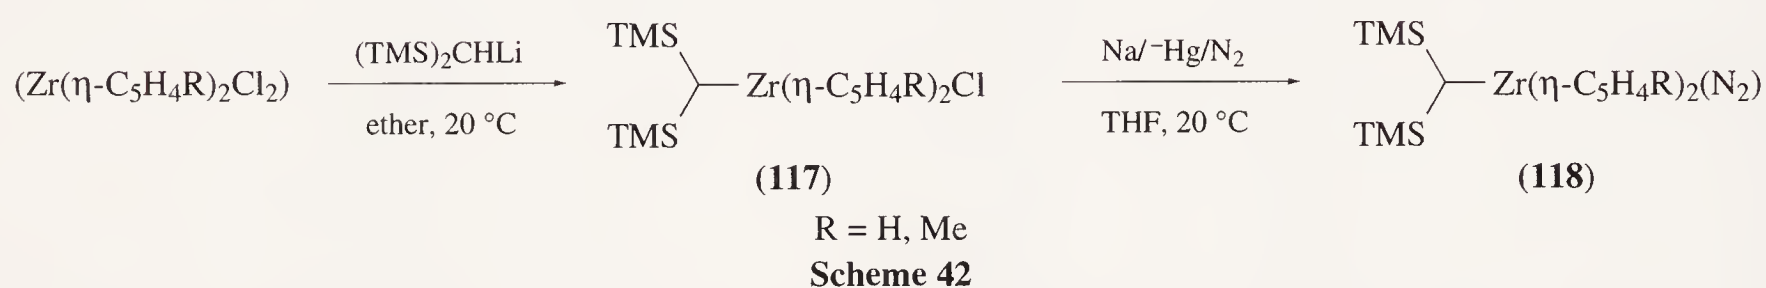 TMS TMS
(Zr(η-C₅H₄R)₂Cl₂) (TMS)₂CHLi Zr(η-C₅H₄R)₂Cl Na/⁻Hg/N₂ Zr(η-C₅H₄R)₂(N₂)
ether, 20 °C THF, 20 °C
TMS TMS
(117) (118)
R = H, Me
Scheme 42